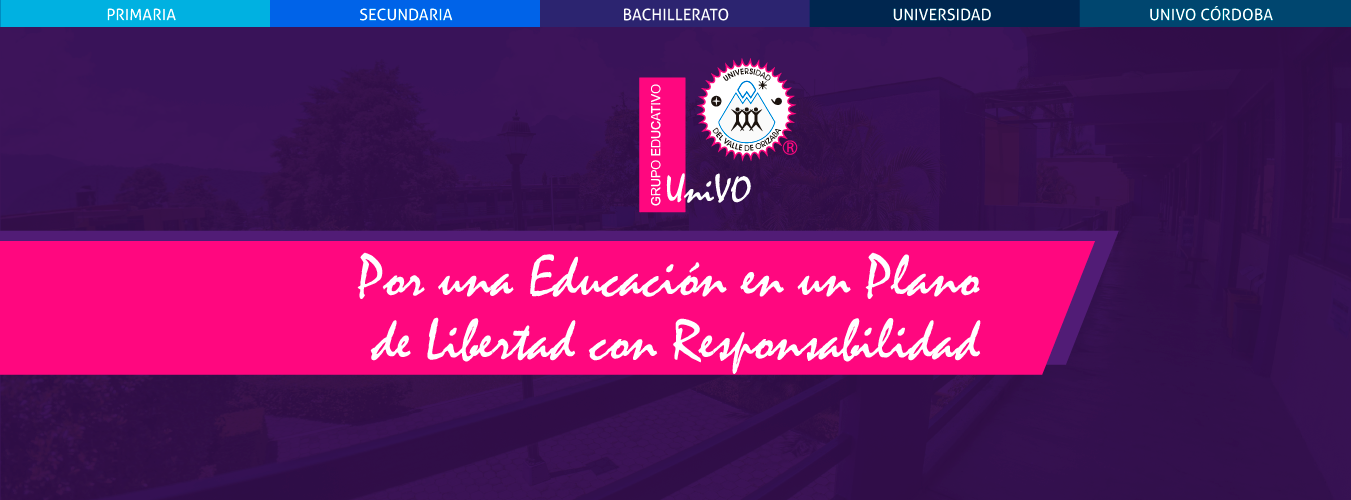 PRIMARIA
SECUNDARIA
BACHILLERATO
UNIVERSIDAD
UNIVO CÓRDOBA
GRUPO EDUCATIVO
UniVO
UNIVERSIDAD
DEL VALLE DE ORIZABA
®
Por una Educación en un Plano
de Libertad con Responsabilidad